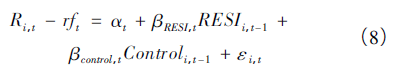 R_{i,t} - rf_t = α_t + β_{RESI,t}RESI_{i,t-1} +
β_{control,t}Control_{i,t-1} + ε_{i,t} (8)